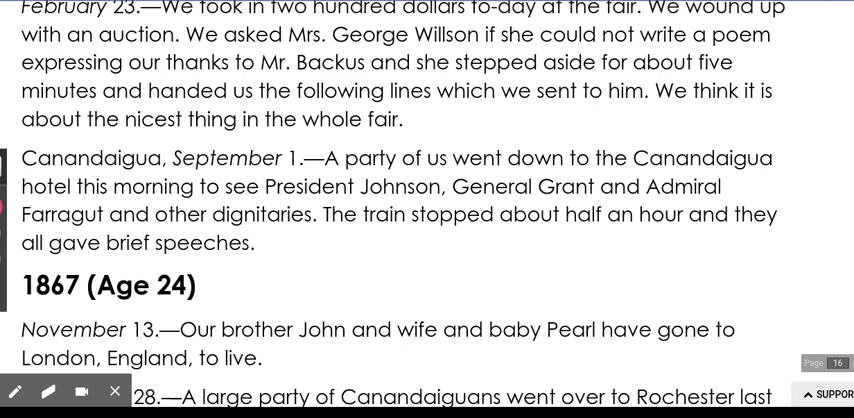 February 23.—We took in two hundred dollars to-day at the fair. We wound up
with an auction. We asked Mrs. George Willson if she could not write a poem
expressing our thanks to Mr. Backus and she stepped aside for about five
minutes and handed us the following lines which we sent to him. We think it is
about the nicest thing in the whole fair.
Canandaigua, September 1.—A party of us went down to the Canandaigua
hotel this morning to see President Johnson, General Grant and Admiral
Farragut and other dignitaries. The train stopped about half an hour and they
all gave brief speeches.
1867 (Age 24)
November 13.—Our brother John and wife and baby Pearl have gone to
London, England, to live.
Page 16
28.—A large party of Canandaiguans went over to Rochester last
SUPPOR